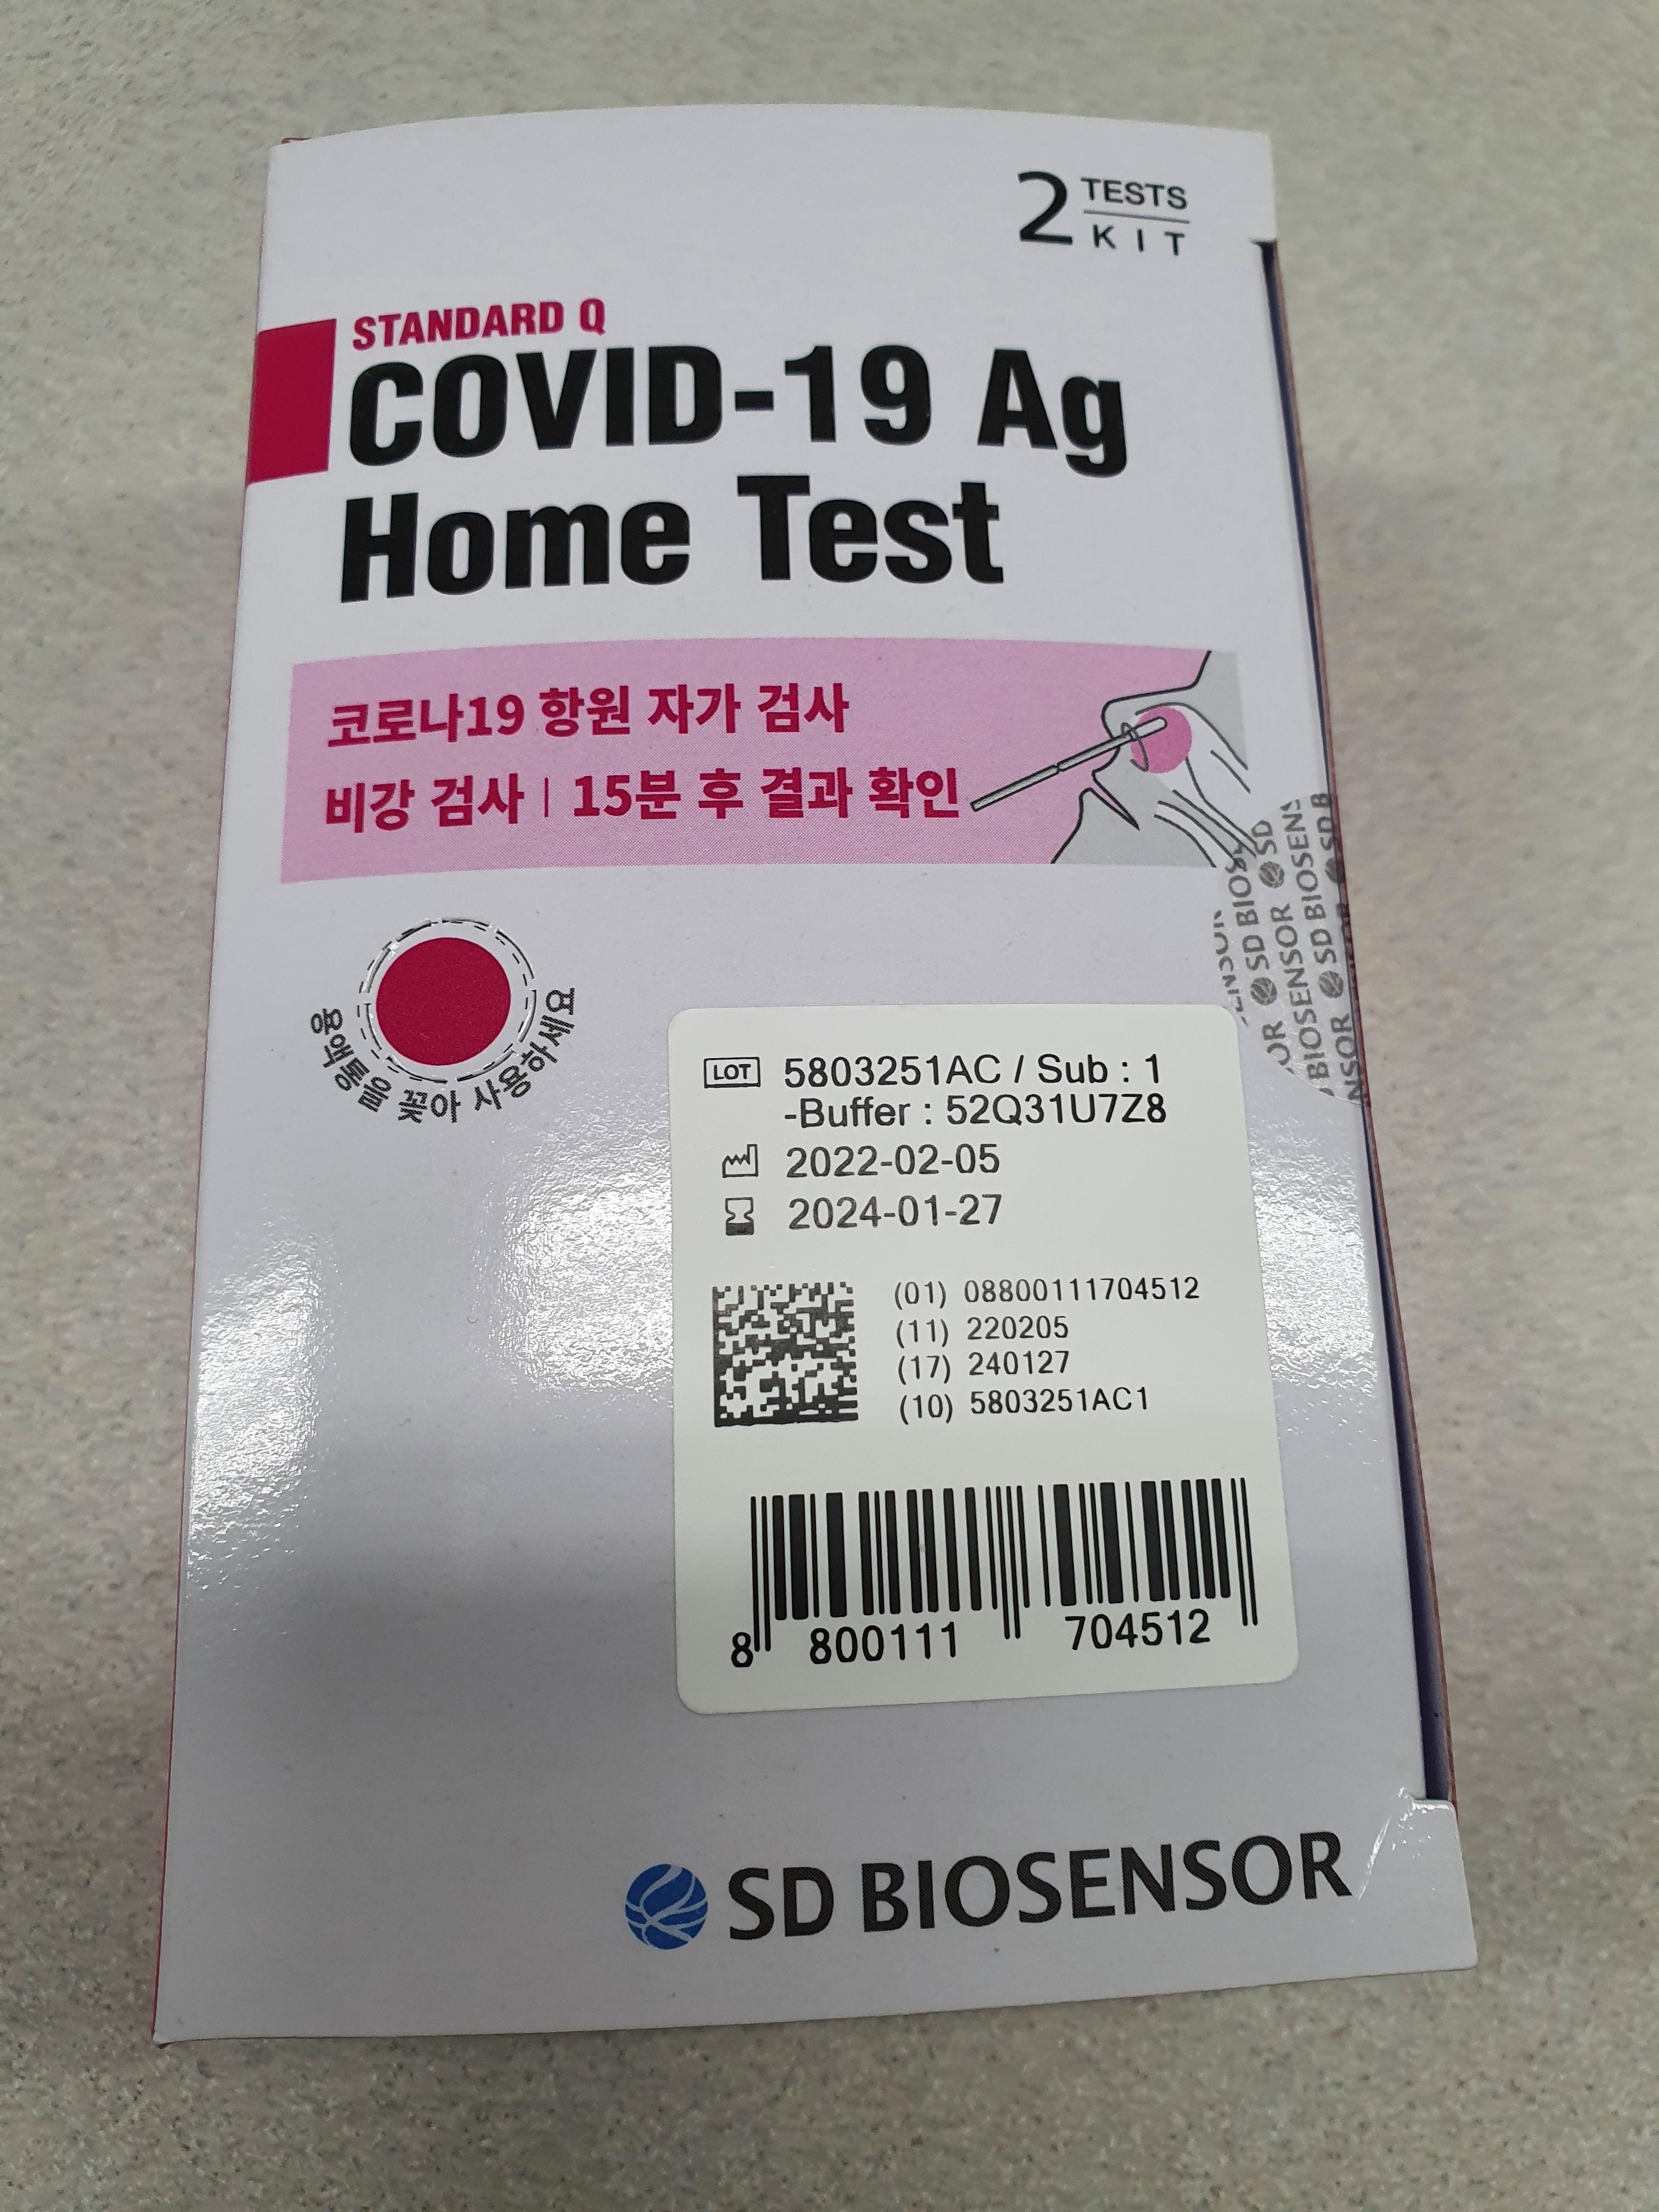 2 TESTS
KIT
STANDARD Q
COVID-19 Ag
Home Test
코로나19 항원 자가 검사
비강 검사 | 15분 후 결과 확인
용액통을 꽂아 사용하세요
SD BIOSENSOR
LOT 5803251AC / Sub : 1
-Buffer : 52Q31U7Z8
2022-02-05
2024-01-27
(01) 08800111704512
(11) 220205
(17) 240127
(10) 5803251AC1
8 800111 704512
SD BIOSENSOR